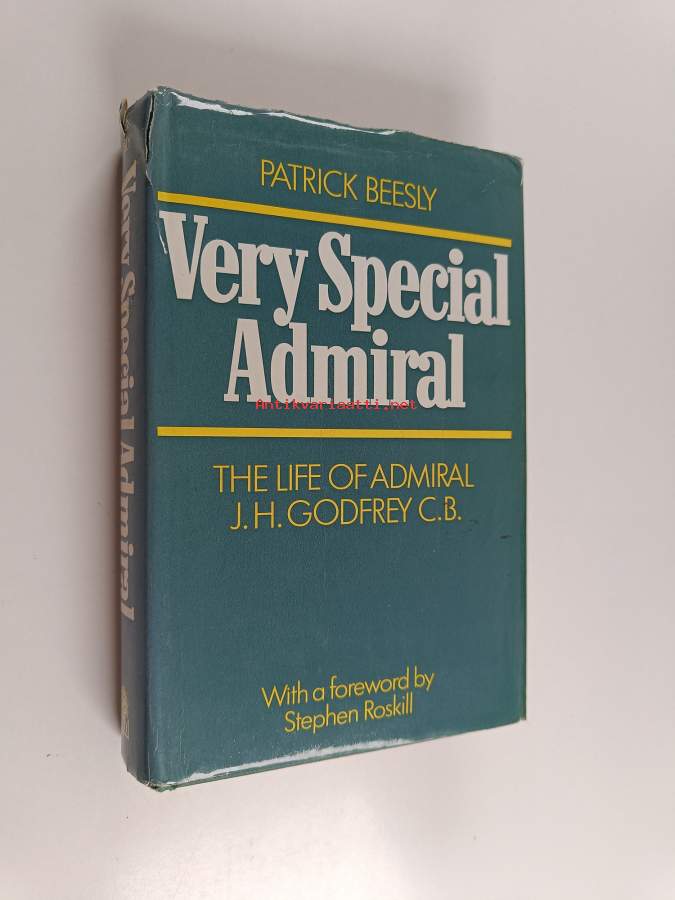 PATRICK BEESLY
Very Special
Admiral
Antikvariaatti.net
THE LIFE OF ADMIRAL
J.H. GODFREY C.B.
With a foreword by
Stephen Roskill
Very Special Admiral